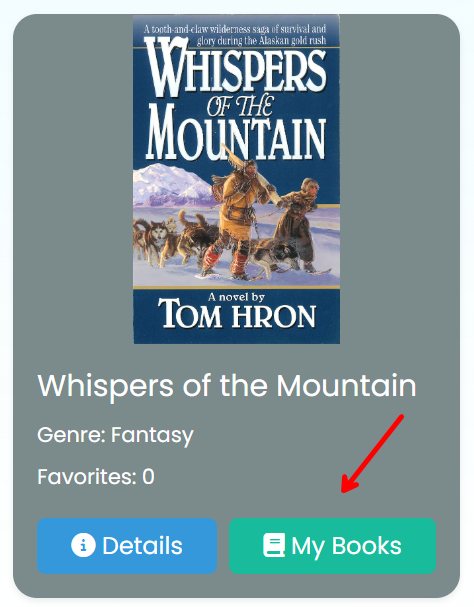 A tooth-and-claw wilderness saga of survival and
glory during the Alaskan gold rush
WHISPERS
OF THE
MOUNTAIN
A novel by
TOM HRON
Whispers of the Mountain
Genre: Fantasy
Favorites: 0
Details
My Books